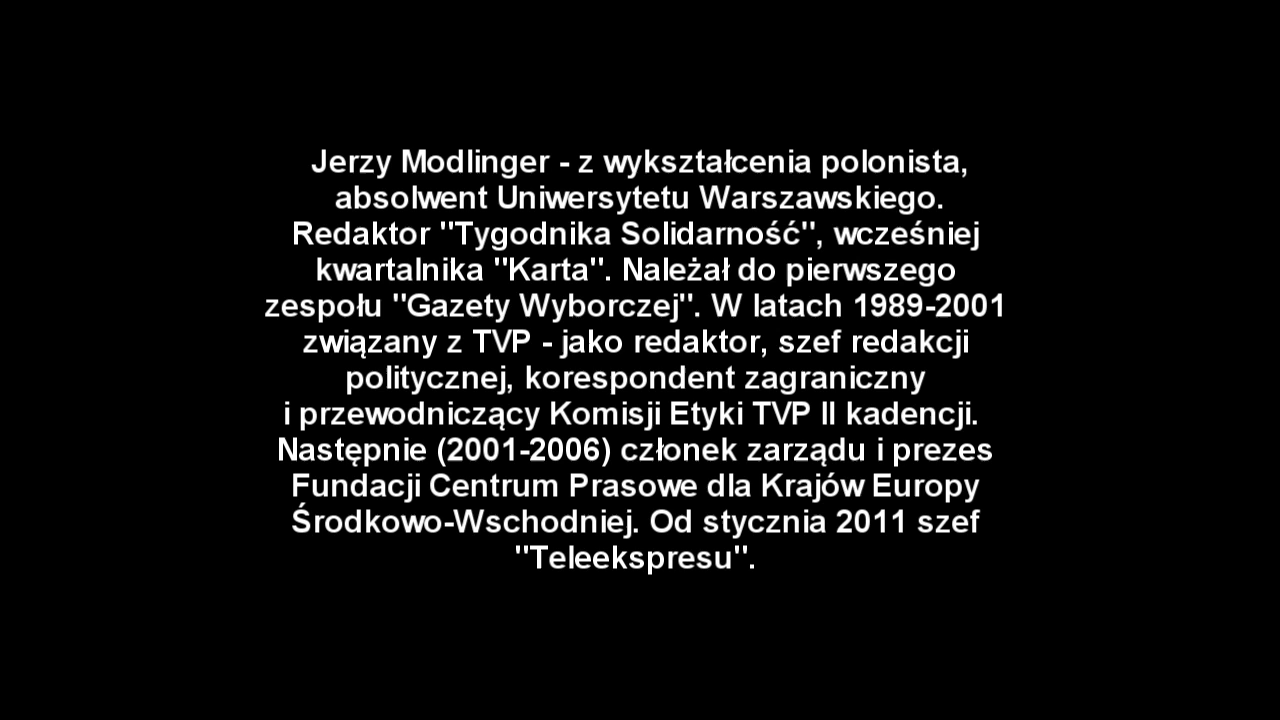 Jerzy Modlinger - z wykształcenia polonista,
absolwent Uniwersytetu Warszawskiego.
Redaktor "Tygodnika Solidarność", wcześniej
kwartalnika "Karta". Należał do pierwszego
zespołu "Gazety Wyborczej". W latach 1989-2001
związany z TVP - jako redaktor, szef redakcji
politycznej, korespondent zagraniczny
i przewodniczący Komisji Etyki TVP II kadencji.
Następnie (2001-2006) członek zarządu i prezes
Fundacji Centrum Prasowe dla Krajów Europy
Środkowo-Wschodniej. Od stycznia 2011 szef
"Teleekspresu".